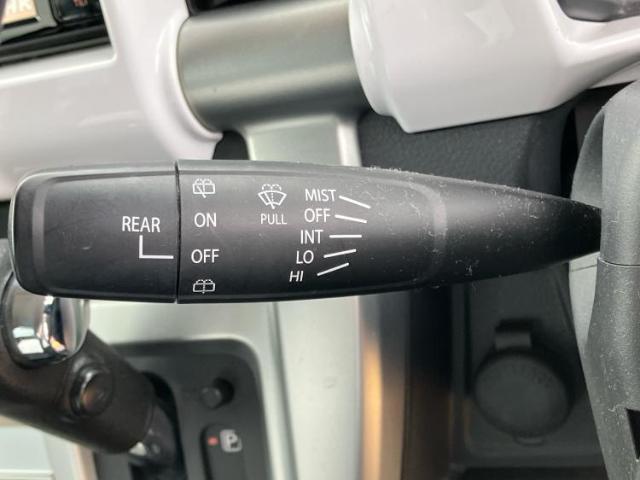 REAR
ON
OFF
PULL
MIST
OFF
INT
LO
HI